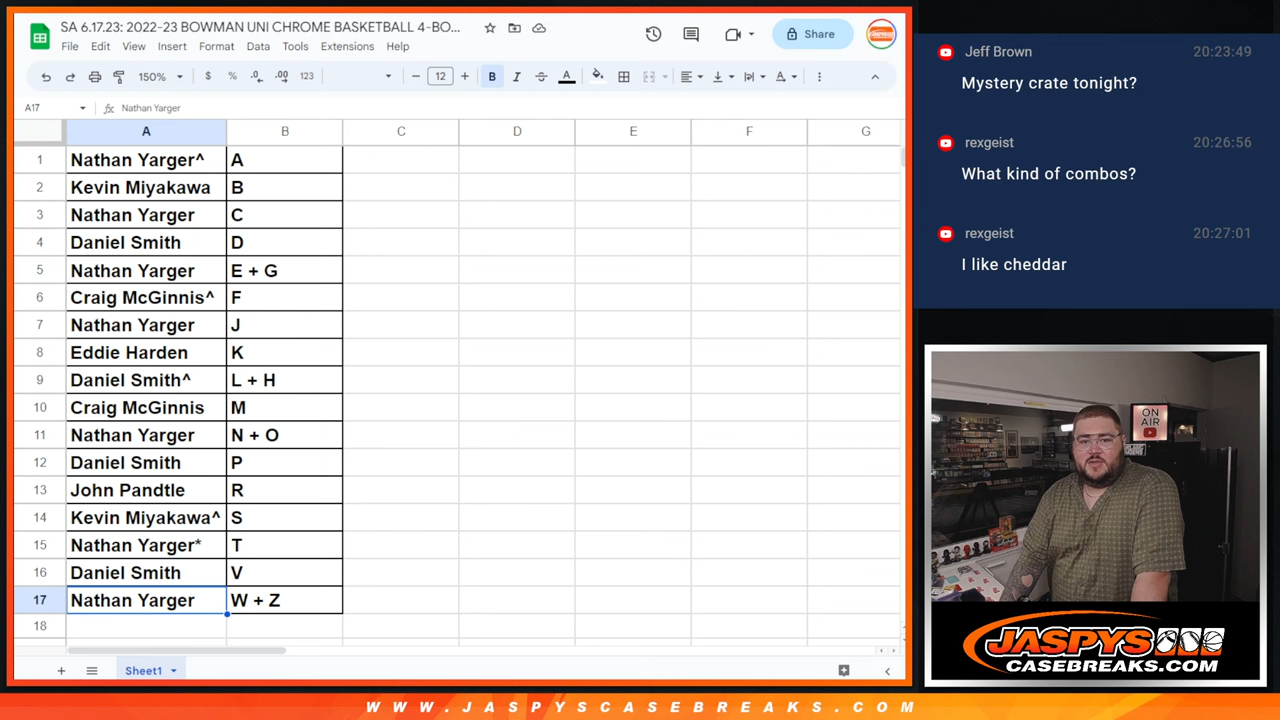 SA 6.17.23: 2022-23 BOWMAN UNI CHROME BASKETBALL 4-BO...
File Edit View Insert Format Data Tools Extensions Help
Share
150% $ % .0 .00 123 12 B I A
A17 fx Nathan Yarger
A B C D E F G
1 Nathan Yarger^ A
2 Kevin Miyakawa B
3 Nathan Yarger C
4 Daniel Smith D
5 Nathan Yarger E + G
6 Craig McGinnis^ F
7 Nathan Yarger J
8 Eddie Harden K
9 Daniel Smith^ L + H
10 Craig McGinnis M
11 Nathan Yarger N + O
12 Daniel Smith P
13 John Pandtle R
14 Kevin Miyakawa^ S
15 Nathan Yarger* T
16 Daniel Smith V
17 Nathan Yarger W + Z
18
Sheet1
Jeff Brown 20:23:49
Mystery crate tonight?
rexgeist 20:26:56
What kind of combos?
rexgeist 20:27:01
I like cheddar
ON
AIR
JASPYS
CASEBREAKS.COM
WWW.JASPYSCASEBREAKS.COM